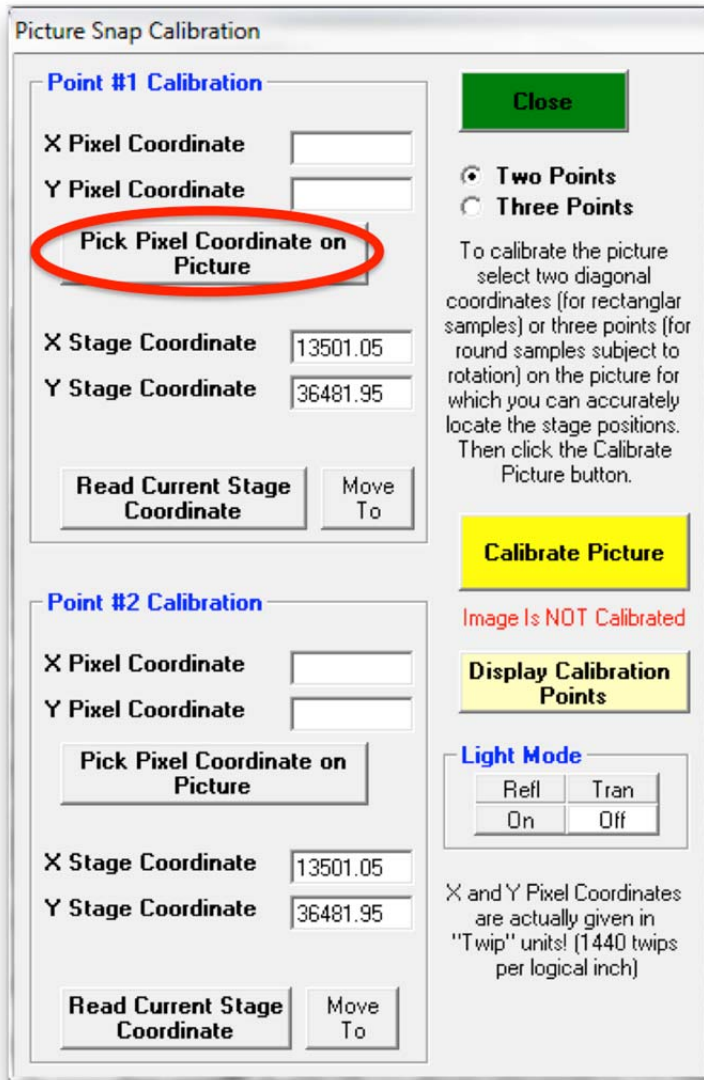 Picture Snap Calibration
Point #1 Calibration
X Pixel Coordinate
Y Pixel Coordinate
Pick Pixel Coordinate on
Picture
X Stage Coordinate 13501.05
Y Stage Coordinate 36481.95
Read Current Stage
Coordinate
Move
To
Point #2 Calibration
X Pixel Coordinate
Y Pixel Coordinate
Pick Pixel Coordinate on
Picture
X Stage Coordinate 13501.05
Y Stage Coordinate 36481.95
Read Current Stage
Coordinate
Move
To
Close
Two Points
Three Points
To calibrate the picture
select two diagonal
coordinates (for rectanglar
samples) or three points (for
round samples subject to
rotation) on the picture for
which you can accurately
locate the stage positions.
Then click the Calibrate
Picture button.
Calibrate Picture
Image Is NOT Calibrated
Display Calibration
Points
Light Mode
Refl Tran
On Off
X and Y Pixel Coordinates
are actually given in
"Twip" units! (1440 twips
per logical inch)